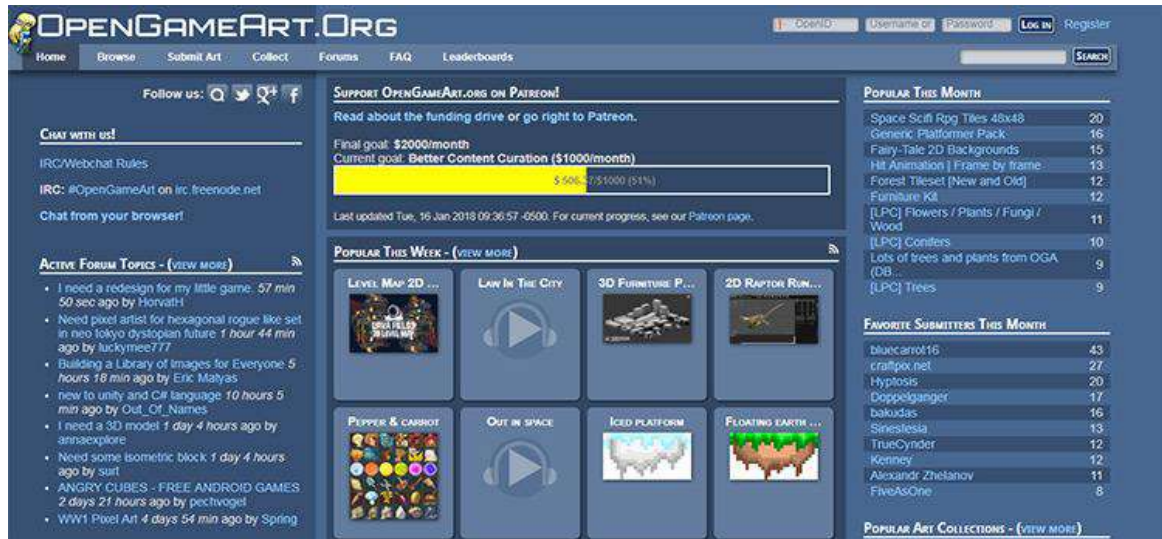 OpenGameArt.Org
OpenID
Username or
Password
Log in
Register
Home Browse Submit Art Collect Forums FAQ Leaderboards
Search
Follow us:
Chat with us!
IRC/Webchat Rules
IRC: #OpenGameArt on irc.freenode.net
Chat from your browser!
Active Forum Topics - (view more)
I need a redesign for my little game. 57 min
50 sec ago by HorvatH
Need pixel artist for hexagonal rogue like set
in neo tokyo dystopian future 1 hour 44 min
ago by luckymee777
Building a Library of Images for Everyone 5
hours 18 min ago by Eric Matyas
new to unity and C# language 10 hours 5
min ago by Out_Of_Names
I need a 3D model 1 day 4 hours ago by
annaexplore
Need some isometric block 1 day 4 hours
ago by surt
ANGRY CUBES - FREE ANDROID GAMES
2 days 21 hours ago by pechvogel
WW1 Pixel Art 4 days 54 min ago by Spring
Support OpenGameArt.org on Patreon!
Read about the funding drive or go right to Patreon.
Final goal: $2000/month
Current goal: Better Content Curation ($1000/month)
$ 506.57/$1000 (51%)
Last updated Tue, 16 Jan 2018 09:36:57 -0500. For current progress, see our Patreon page.
Popular This Week - (view more)
Level Map 2D ...
Law In The City
3D Furniture P...
2D Raptor Run...
Pepper & carrot
Out in space
Iced platform
Floating earth ...
Popular This Month
Space Scifi Rpg Tiles 48x48 20
Generic Platformer Pack 16
Fairy-Tale 2D Backgrounds 15
Hit Animation | Frame by frame 13
Forest Tileset [New and Old] 12
Furniture Kit 12
[LPC] Flowers / Plants / Fungi /
Wood 11
[LPC] Conifers 10
Lots of trees and plants from OGA
(DB... 9
[LPC] Trees 9
Favorite Submitters This Month
bluecarrot16 43
craftpix.net 27
Hyptosis 20
Doppelganger 17
bakudas 16
Sinestesia 13
TrueCynder 12
Kenney 12
Alexandr Zhelanov 11
FiveAsOne 8
Popular Art Collections - (view more)